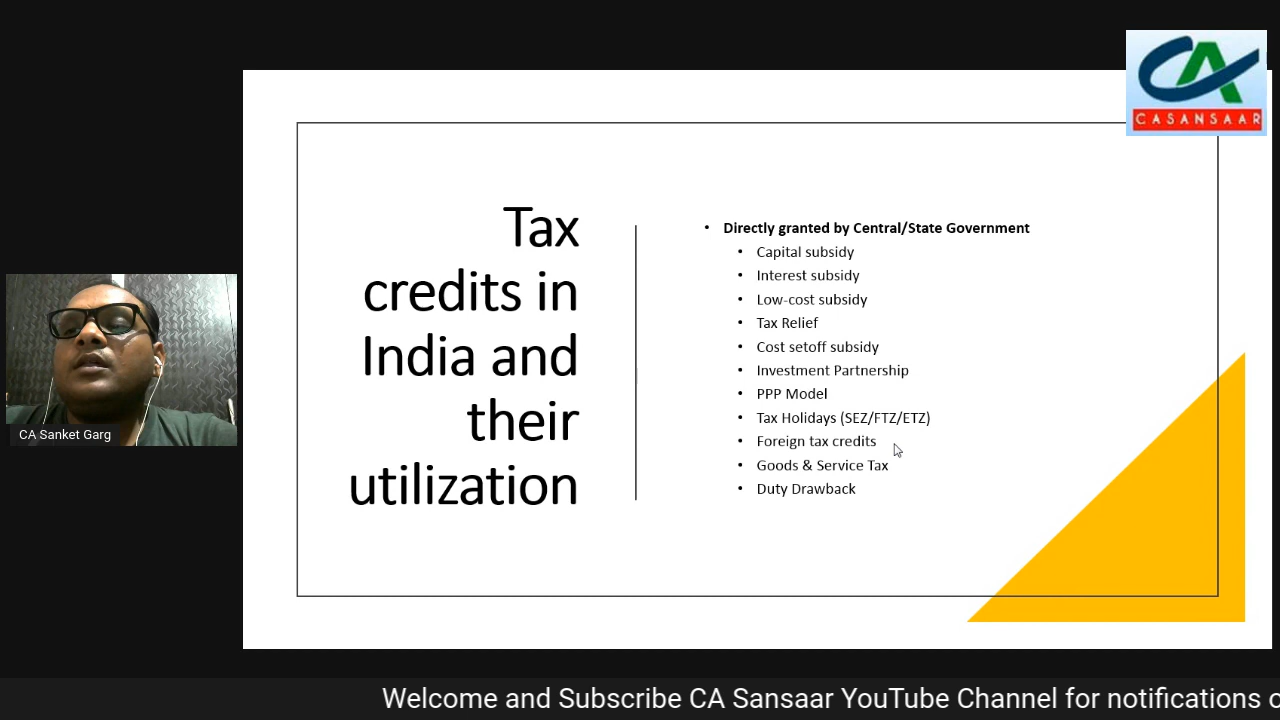 CASANSAAR
Tax
credits in
India and
their
utilization
• Directly granted by Central/State Government
• Capital subsidy
• Interest subsidy
• Low-cost subsidy
• Tax Relief
• Cost setoff subsidy
• Investment Partnership
• PPP Model
• Tax Holidays (SEZ/FTZ/ETZ)
• Foreign tax credits
• Goods & Service Tax
• Duty Drawback
CA Sanket Garg
Welcome and Subscribe CA Sansaar YouTube Channel for notifications